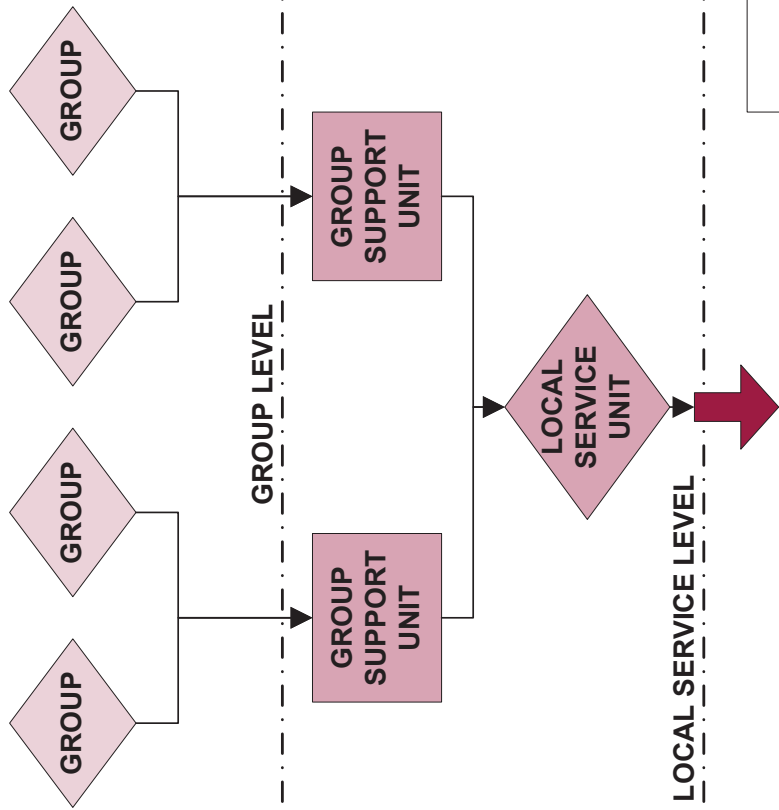 GROUP
GROUP
GROUP
GROUP
GROUP LEVEL
GROUP
SUPPORT
UNIT
GROUP
SUPPORT
UNIT
LOCAL
SERVICE
UNIT
LOCAL SERVICE LEVEL